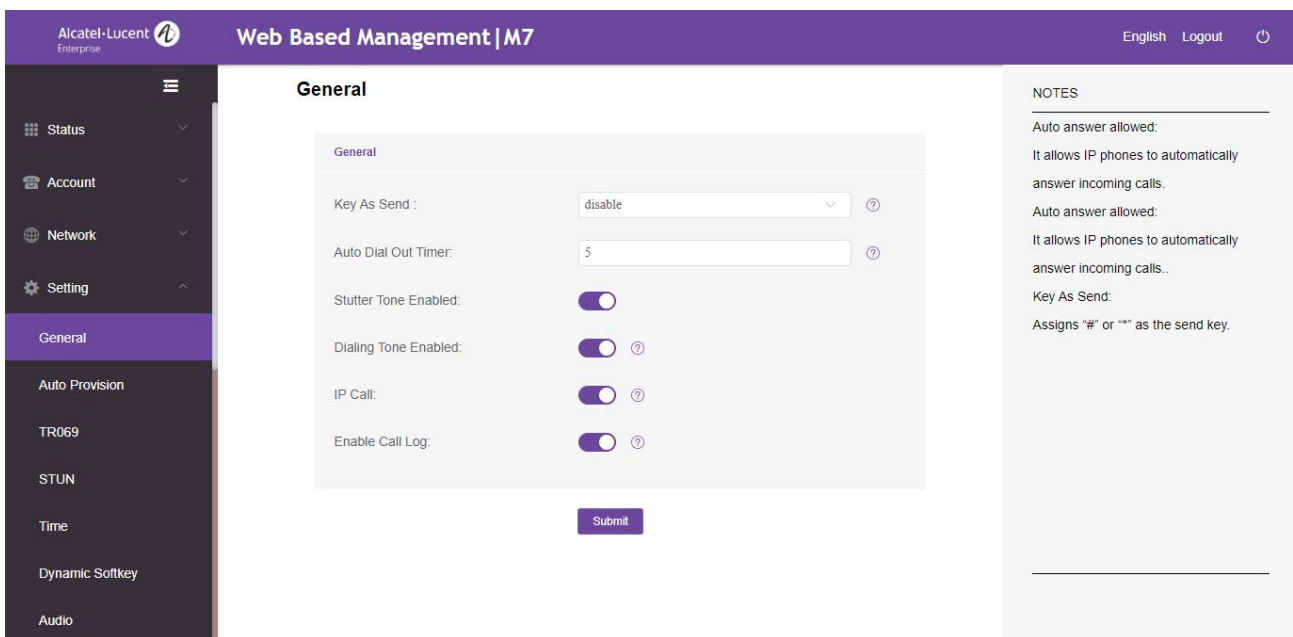 Alcatel·Lucent
Enterprise
Web Based Management|M7
English Logout
General
NOTES
Status
Account
Network
Setting
General
Auto Provision
TR069
STUN
Time
Dynamic Softkey
Audio
General
Key As Send :
disable
Auto Dial Out Timer:
5
Stutter Tone Enabled:
Dialing Tone Enabled:
IP Call:
Enable Call Log:
Submit
Auto answer allowed:
It allows IP phones to automatically
answer incoming calls.
Auto answer allowed:
It allows IP phones to automatically
answer incoming calls..
Key As Send:
Assigns “#” or “*” as the send key.